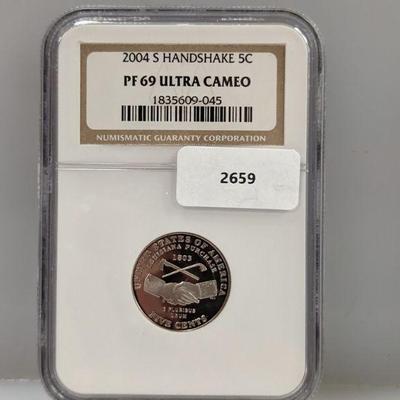 2004 S HANDSHAKE 5C
PF 69 ULTRA CAMEO
1835609-045
NUMISMATIC GUARANTY CORPORATION
2659
UNITED STATES OF AMERICA
LOUISIANA PURCHASE
1803
E PLURIBUS
UNUM
FIVE CENTS